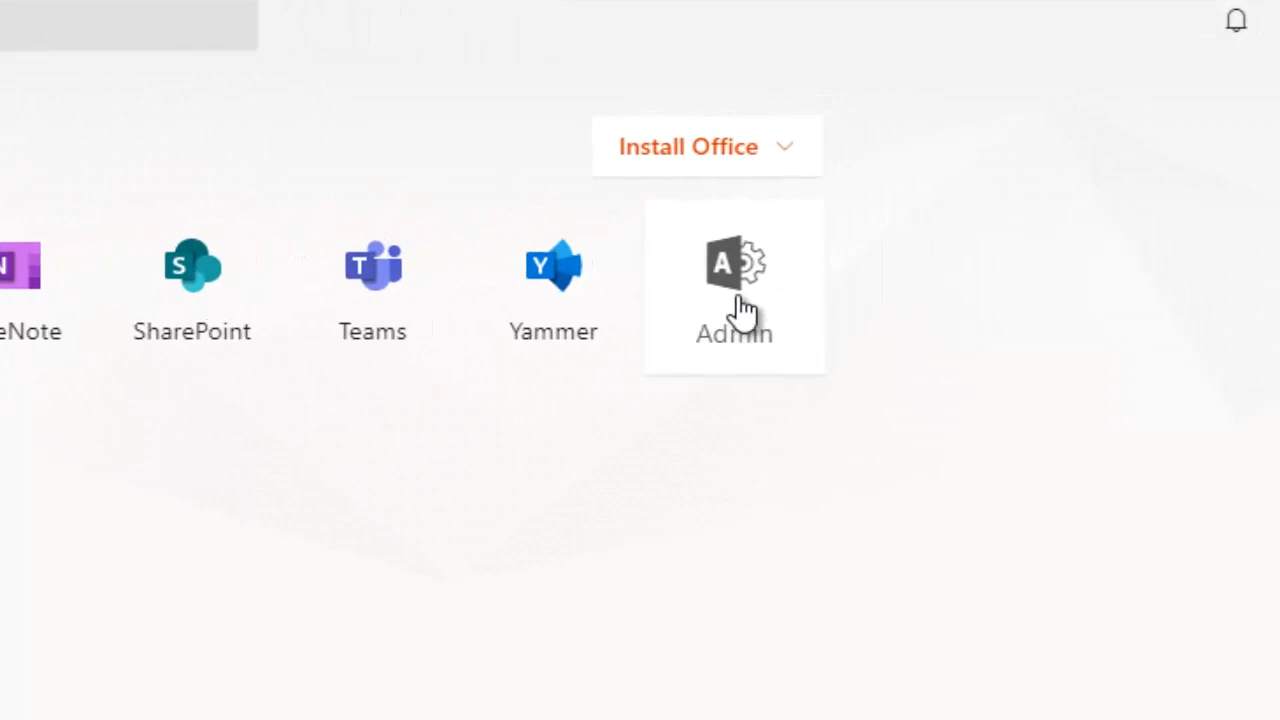 Install Office
N
S
T
Y
A
eNote
SharePoint
Teams
Yammer
Admin